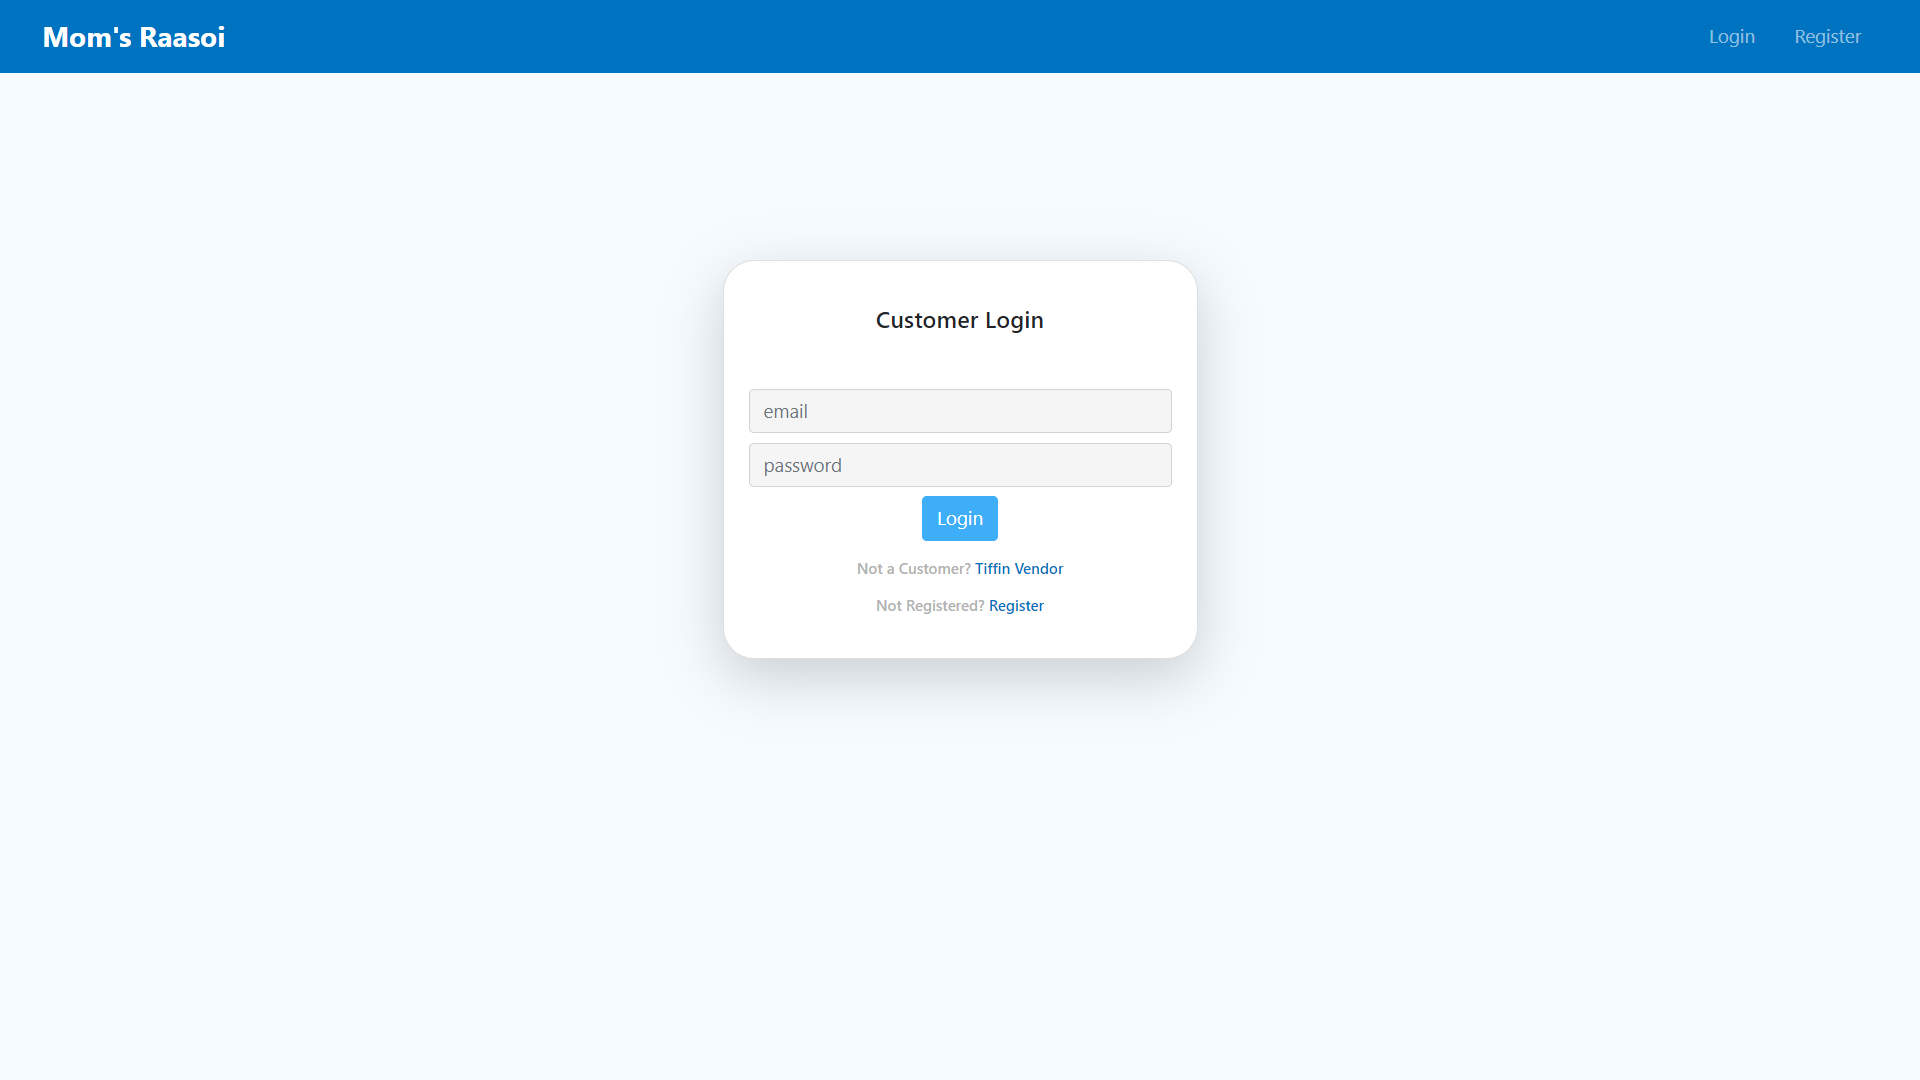 Mom's Raasoi
Login
Register
Customer Login
email
password
Login
Not a Customer? Tiffin Vendor
Not Registered? Register